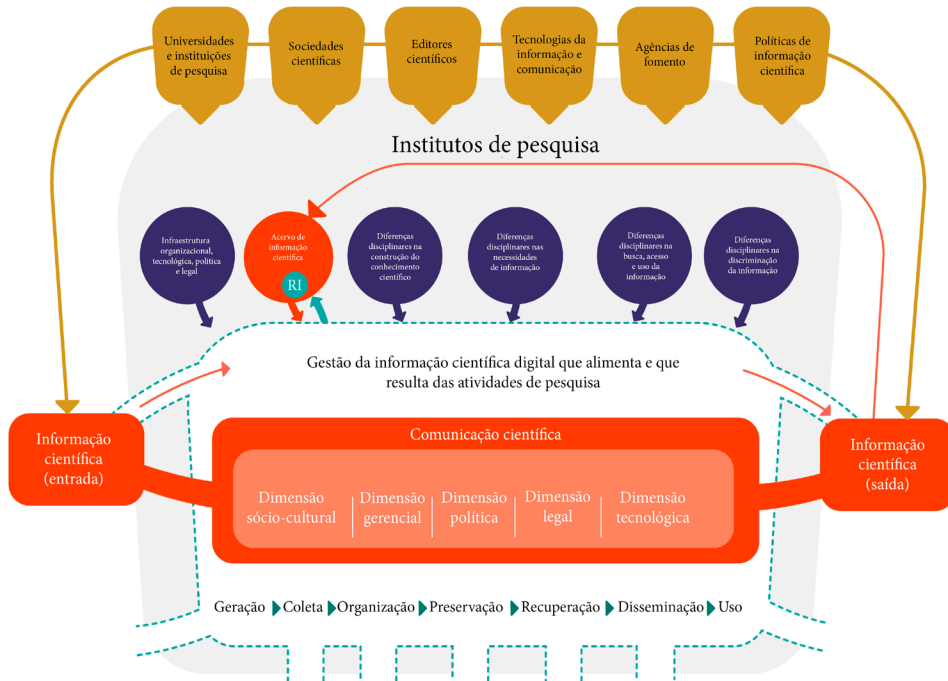 Universidades
e instituições
de pesquisa
Sociedades
científicas
Editores
científicos
Tecnologias da
informação e
comunicação
Agências de
fomento
Políticas de
informação
científica
Institutos de pesquisa
Infraestrutura
organizacional,
tecnológica, política
e legal
Acervo de
informação
científica
RI
Diferenças
disciplinares na
construção do
conhecimento
científico
Diferenças
disciplinares nas
necessidades
de informação
Diferenças
disciplinares na
busca, acesso
e uso da
informação
Diferenças
disciplinares na
discriminação
da informação
Gestão da informação científica digital que alimenta e que
resulta das atividades de pesquisa
Informação
científica
(entrada)
Comunicação científica
Dimensão
sócio-cultural
Dimensão
gerencial
Dimensão
política
Dimensão
legal
Dimensão
tecnológica
Informação
científica
(saída)
Geração Coleta Organização Preservação Recuperação Disseminação Uso